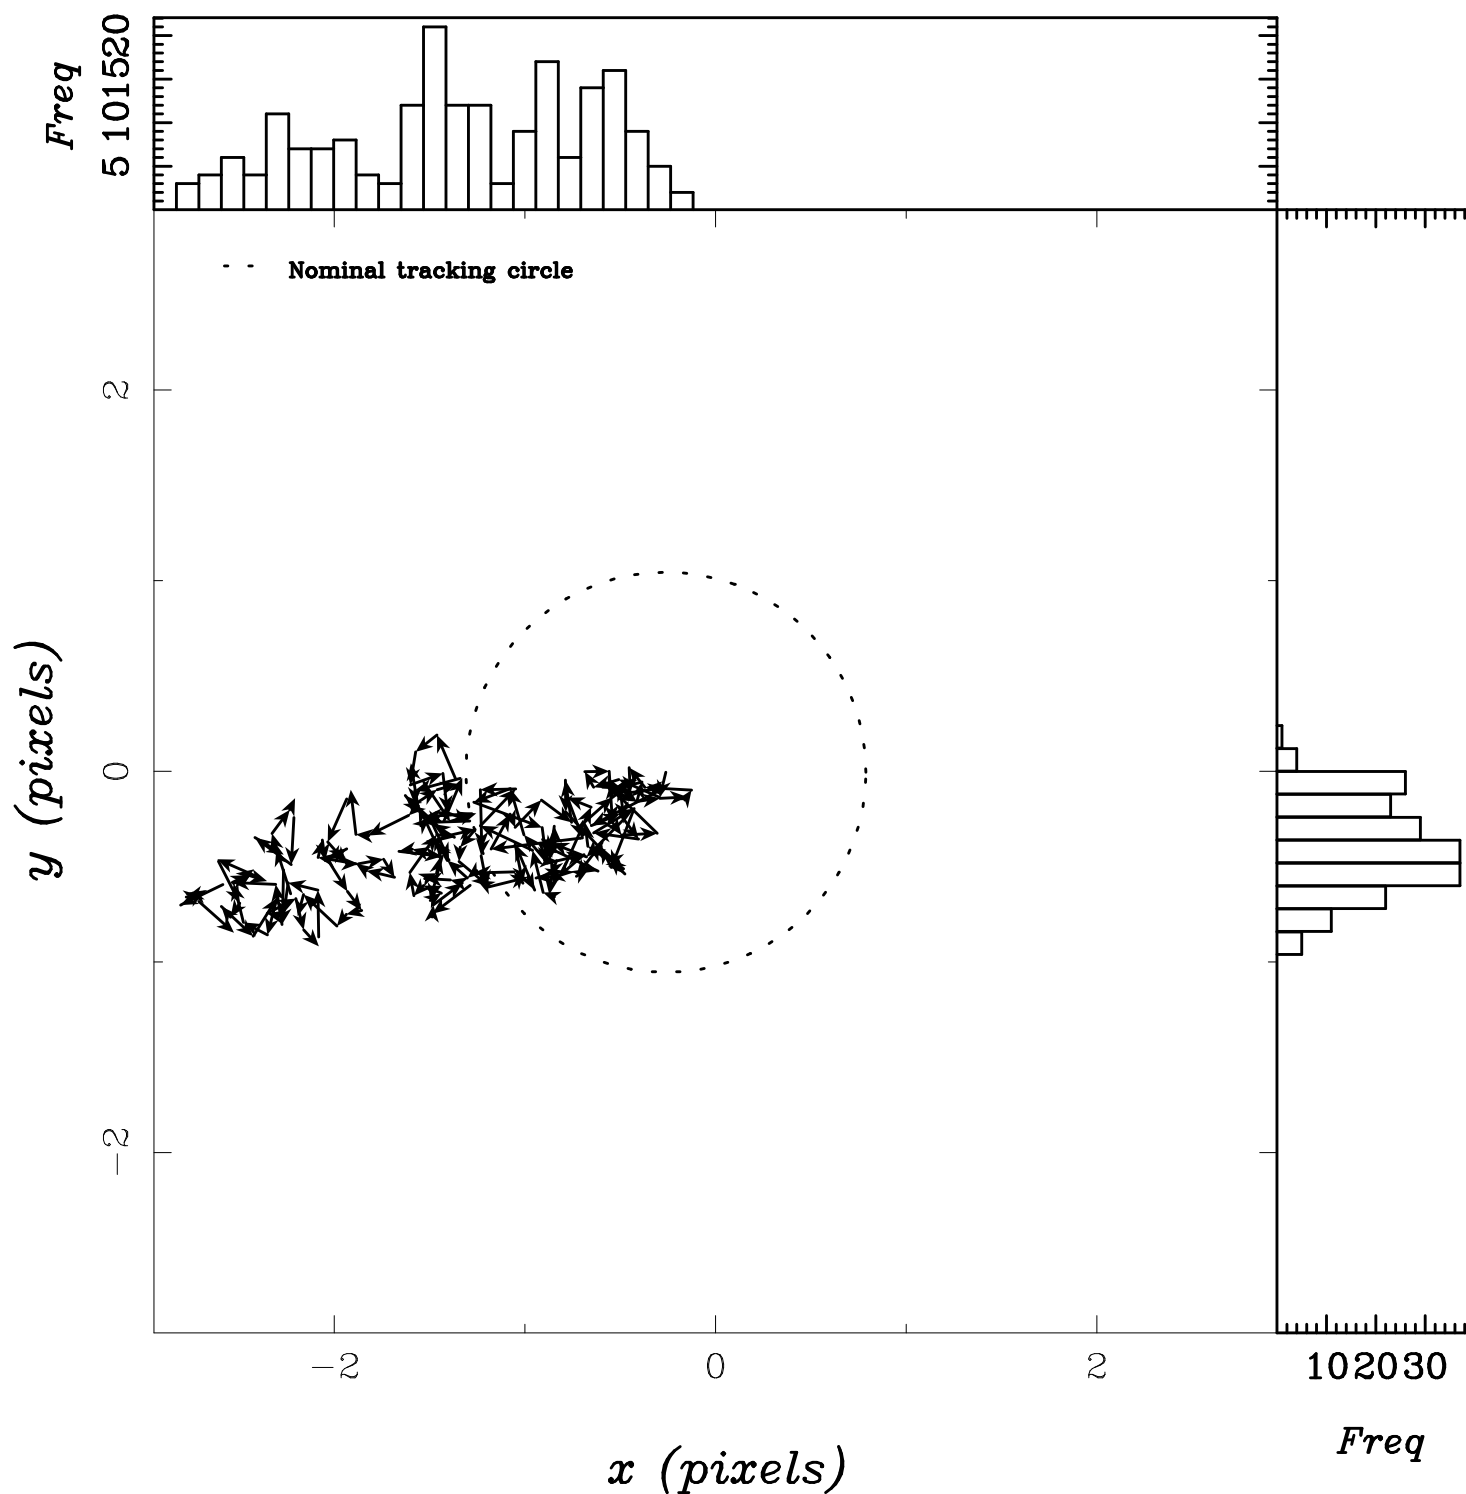 Freq
5 101520
Nominal tracking circle
y (pixels)
2
0
−2
−2 0 2
102030
Freq
x (pixels)